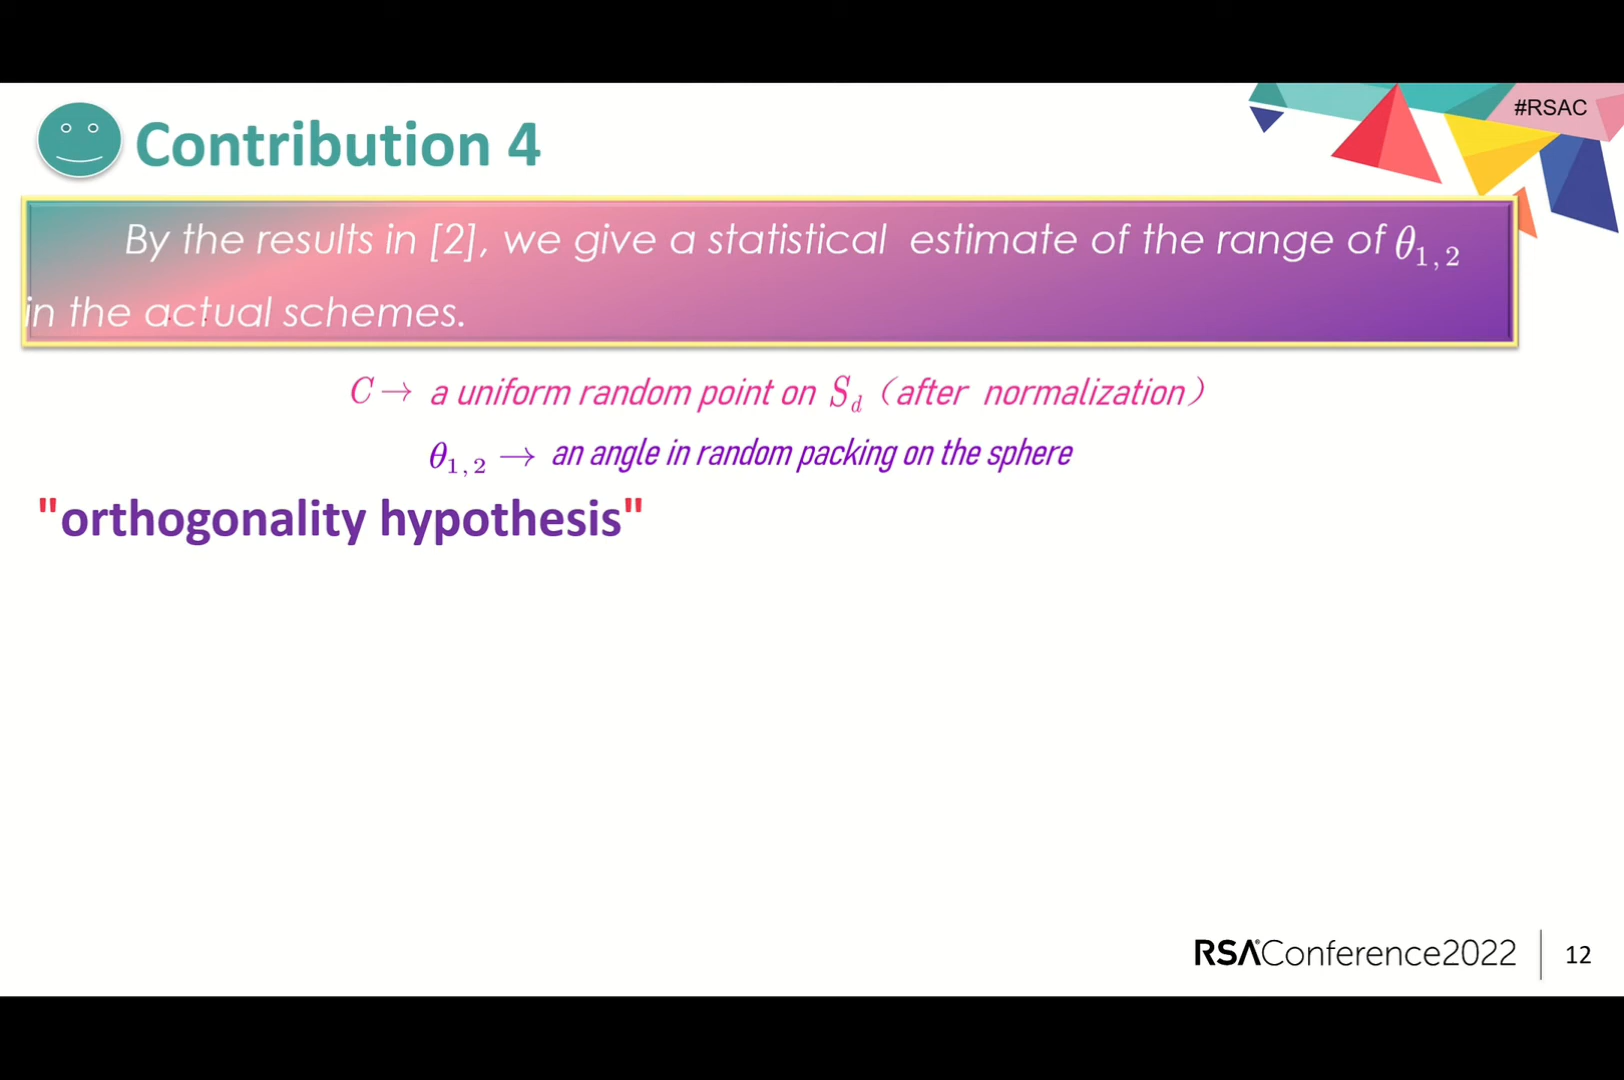 #RSAC
Contribution 4
By the results in [2], we give a statistical estimate of the range of θ₁,₂
in the actual schemes.
C → a uniform random point on S_d (after normalization)
θ₁,₂ → an angle in random packing on the sphere
"orthogonality hypothesis"
RSAConference2022
12